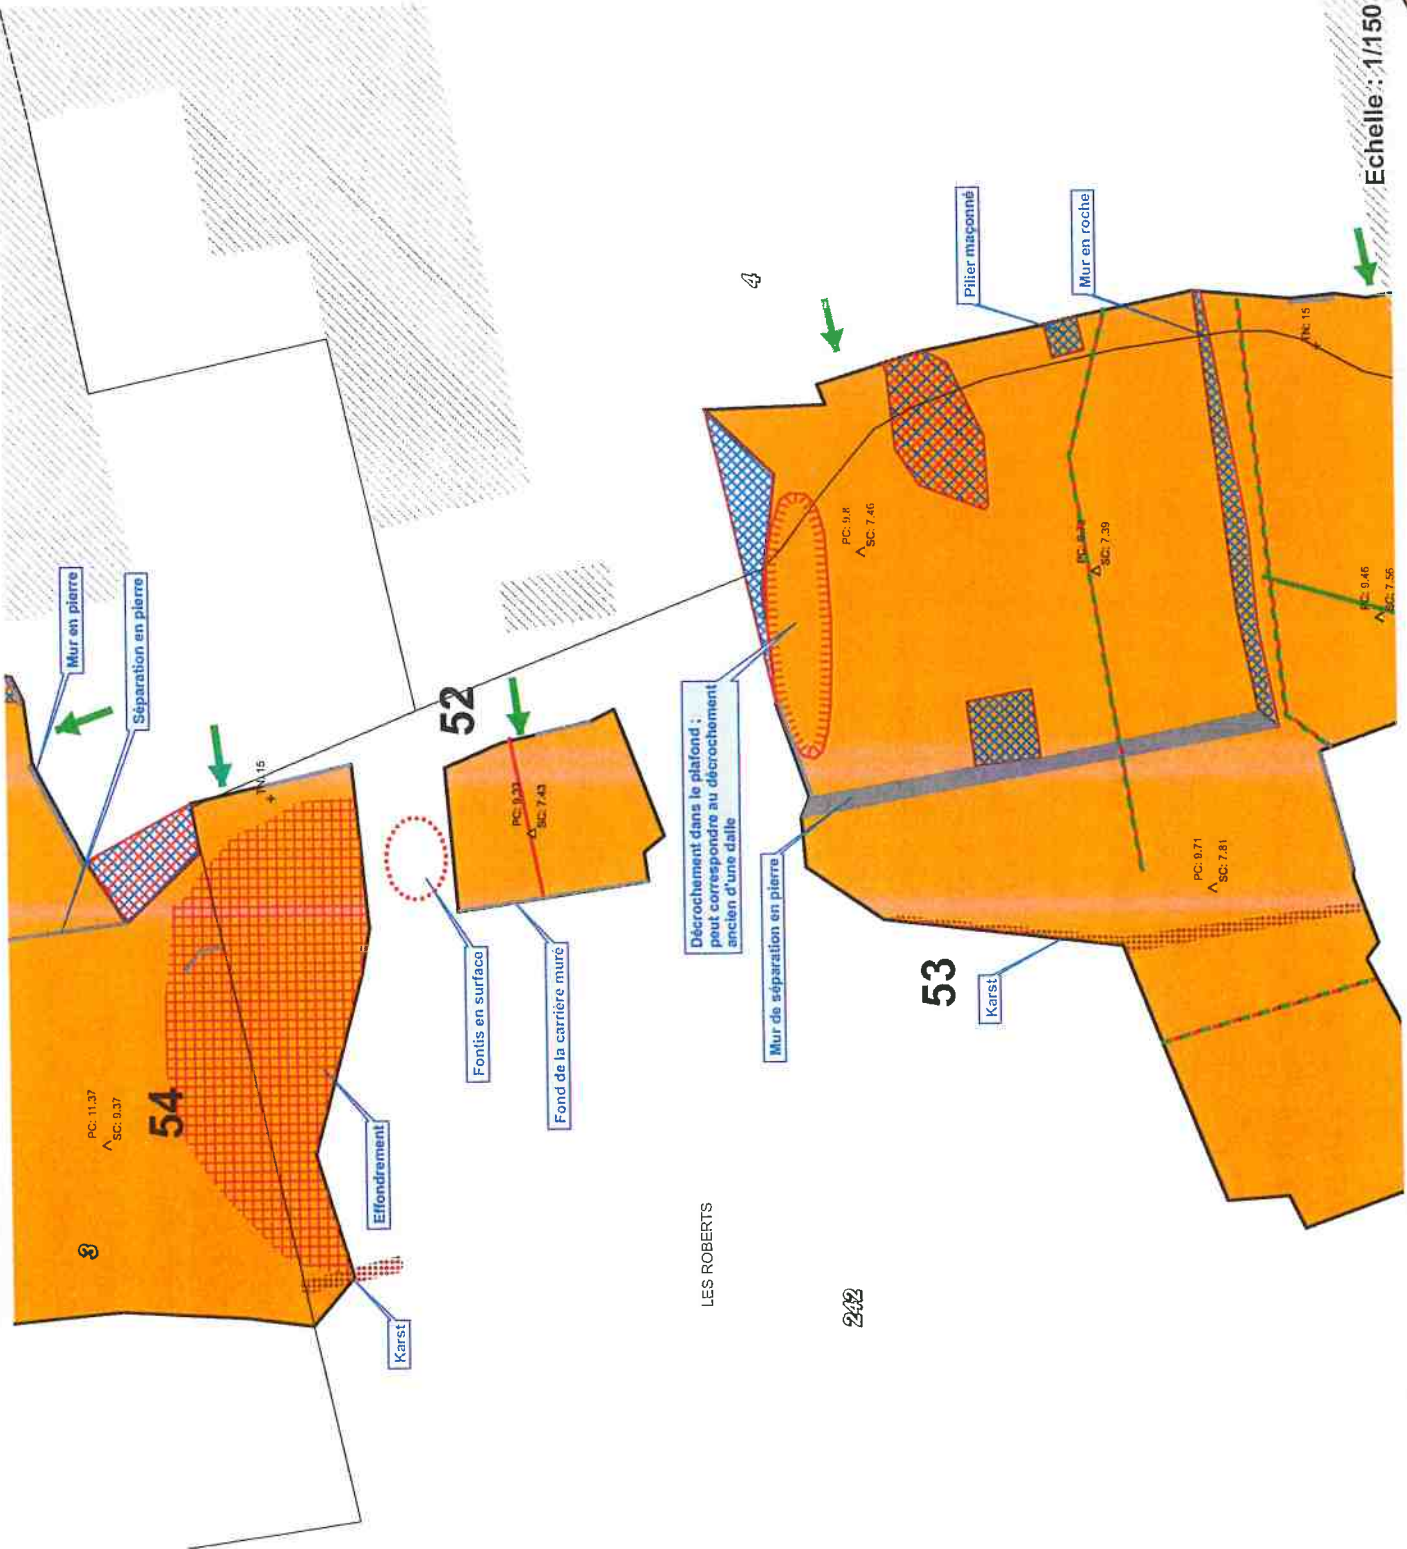 Mur en pierre
Séparation en pierre
TN: 15
PC: 11.37
SC: 9.37
54
3
Effondrement
Karst
52
PC: 9.33
SC: 7.43
Fontis en surface
Fond de la carrière muré
LES ROBERTS
242
4
Décrochement dans le plafond :
peut correspondre au décrochement
ancien d'une dalle
Mur de séparation en pierre
53
Karst
PC: 9.8
SC: 7.46
Pilier maçonné
Mur en roche
SC: 7.39
PC: 9.71
SC: 7.81
TN: 15
PC: 9.46
SC: 7.56
Echelle : 1/150